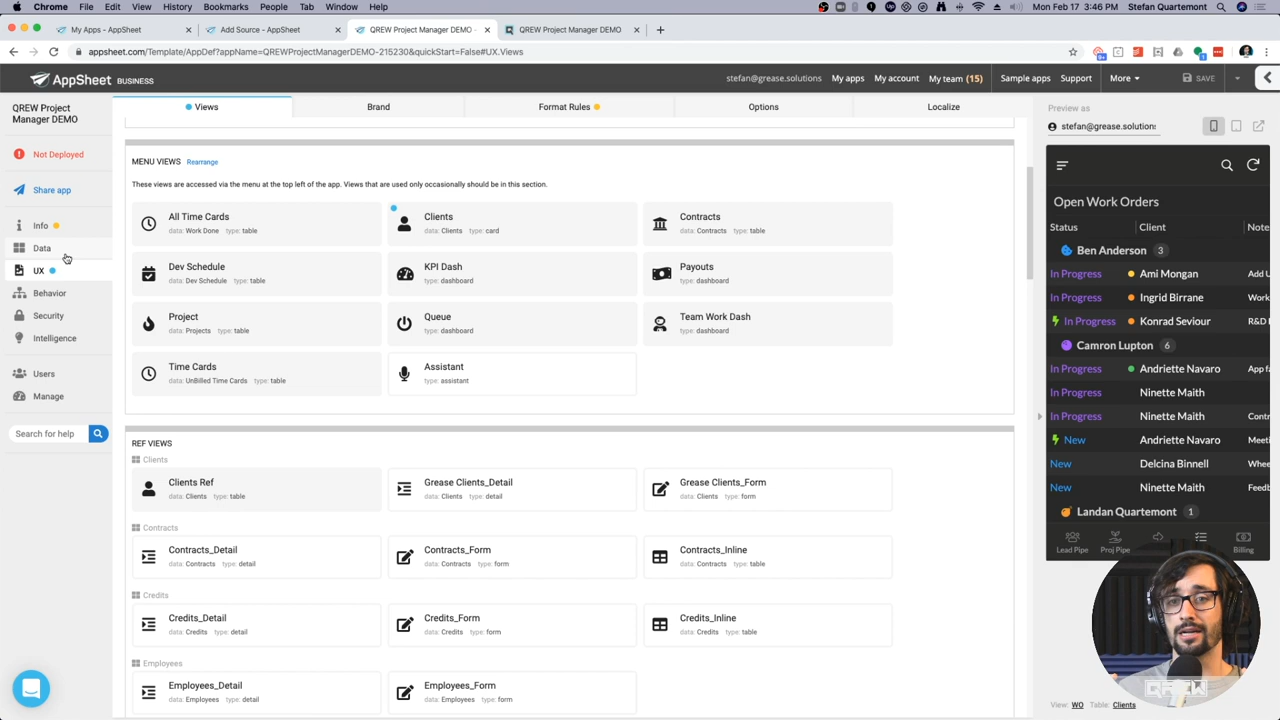 Chrome File Edit View History Bookmarks People Tab Window Help Mon Feb 17 3:46 PM Stefan Quartemont
My Apps - AppSheet Add Source - AppSheet QREW Project Manager DEMO - QREW Project Manager DEMO
appsheet.com/Template/AppDef?appName=QREWProjectManagerDEMO-215230&quickStart=False#UX.Views
AppSheet BUSINESS stefan@grease.solutions My apps My account My team (15) Sample apps Support More SAVE
QREW Project
Manager DEMO
Not Deployed
Share app
Info
Data
UX
Behavior
Security
Intelligence
Users
Manage
Search for help
Views Brand Format Rules Options Localize
MENU VIEWS Rearrange
These views are accessed via the menu at the top left of the app. Views that are used only occasionally should be in this section.
All Time Cards
data: Work Done type: table
Clients
data: Clients type: card
Contracts
data: Contracts type: table
Dev Schedule
data: Dev Schedule type: table
KPI Dash
type: dashboard
Payouts
type: dashboard
Project
data: Projects type: table
Queue
type: dashboard
Team Work Dash
type: dashboard
Time Cards
data: UnBilled Time Cards type: table
Assistant
type: assistant
REF VIEWS
Clients
Clients Ref
data: Clients type: table
Grease Clients_Detail
data: Clients type: detail
Grease Clients_Form
data: Clients type: form
Contracts
Contracts_Detail
data: Contracts type: detail
Contracts_Form
data: Contracts type: form
Contracts_Inline
data: Contracts type: table
Credits
Credits_Detail
data: Credits type: detail
Credits_Form
data: Credits type: form
Credits_Inline
data: Credits type: table
Employees
Employees_Detail
data: Employees type: detail
Employees_Form
data: Employees type: form
Preview as
stefan@grease.solutions
Open Work Orders
Status Client Note
Ben Anderson 3
In Progress Ami Mongan Add U
In Progress Ingrid Birrane Work
In Progress Konrad Seviour R&D
Camron Lupton 6
In Progress Andriette Navaro App fa
In Progress Ninette Maith
In Progress Ninette Maith Contr
New Andriette Navaro Meeti
New Delcina Binnell Whee
New Ninette Maith Feedb
Landan Quartemont 1
Lead Pipe Proj Pipe Billing
QREW
View: WO Table: Clients